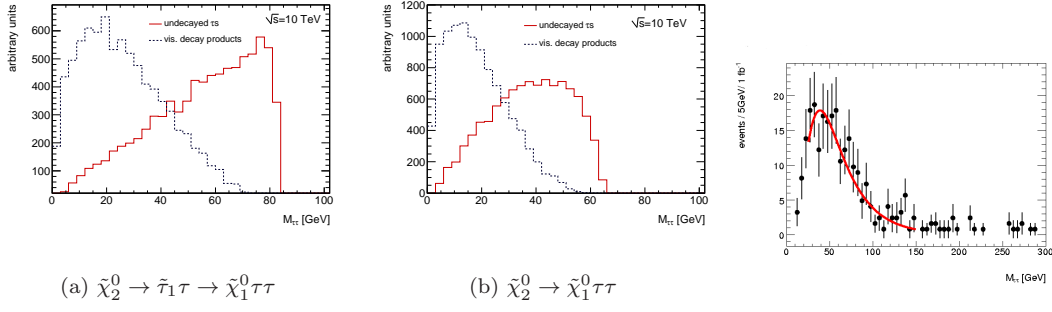 arbitrary units
600
500
400
300
200
100
√s=10 TeV
undecayed τs
vis. decay products
0 20 40 60 80 100
M_ττ [GeV]
(a) χ̃⁰₂ → τ̃₁τ → χ̃⁰₁ττ
arbitrary units
1200
1000
800
600
400
200
0
√s=10 TeV
undecayed τs
vis. decay products
0 20 40 60 80 100
M_ττ [GeV]
(b) χ̃⁰₂ → χ̃⁰₁ττ
events / 5GeV/ 1 fb⁻¹
20
15
10
5
0
0 50 100 150 200 250 300
M_ττ [GeV]